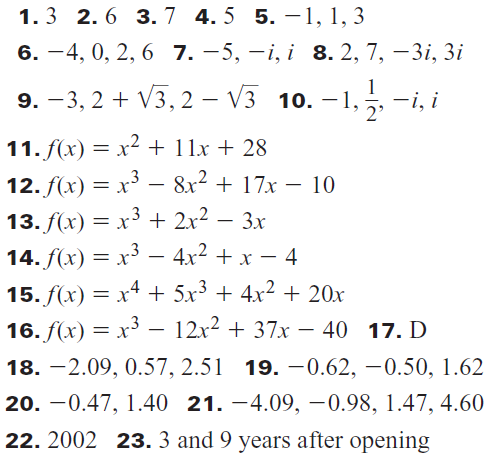 1. 3 2. 6 3. 7 4. 5 5. −1, 1, 3
6. −4, 0, 2, 6 7. −5, −i, i 8. 2, 7, −3i, 3i
9. −3, 2 + √3, 2 − √3 10. −1, 1/2, −i, i
11. f(x) = x² + 11x + 28
12. f(x) = x³ − 8x² + 17x − 10
13. f(x) = x³ + 2x² − 3x
14. f(x) = x³ − 4x² + x − 4
15. f(x) = x⁴ + 5x³ + 4x² + 20x
16. f(x) = x³ − 12x² + 37x − 40 17. D
18. −2.09, 0.57, 2.51 19. −0.62, −0.50, 1.62
20. −0.47, 1.40 21. −4.09, −0.98, 1.47, 4.60
22. 2002 23. 3 and 9 years after opening